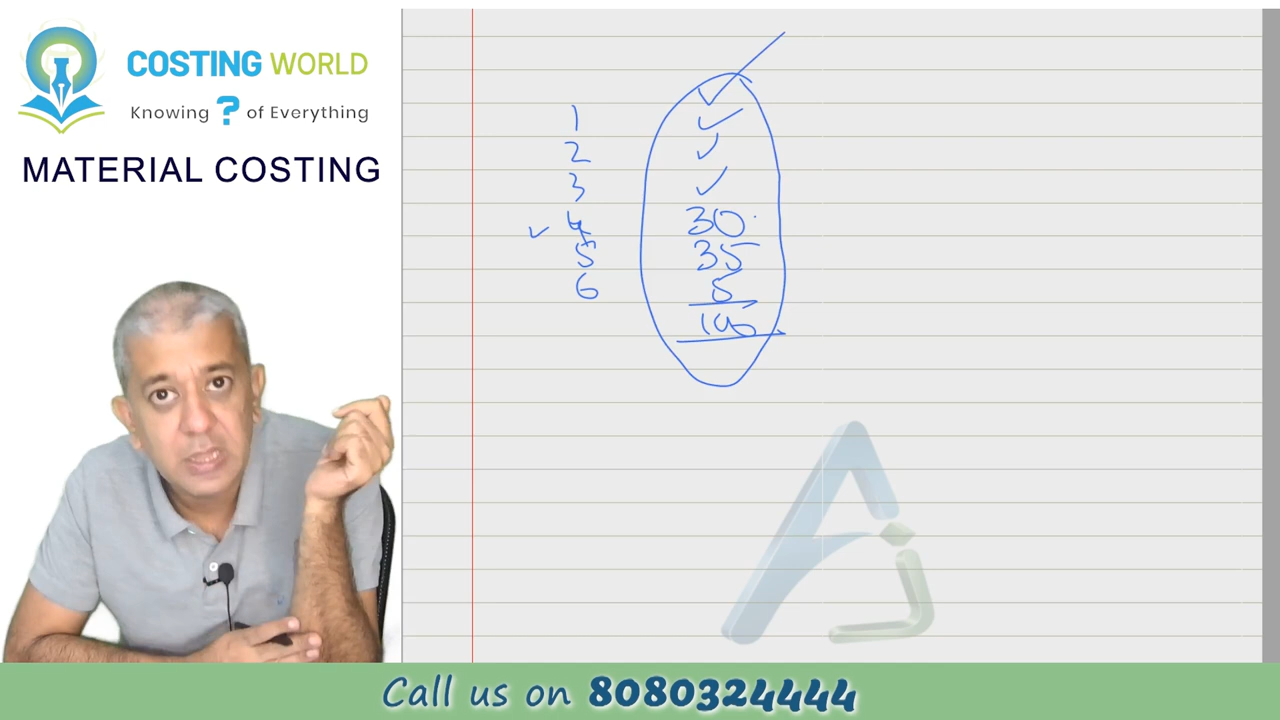 COSTING WORLD
Knowing ? of Everything
MATERIAL COSTING
1 ✓
2 ✓
3 ✓
✓ 4 30
5 35
6 5
100
Call us on 8080324444